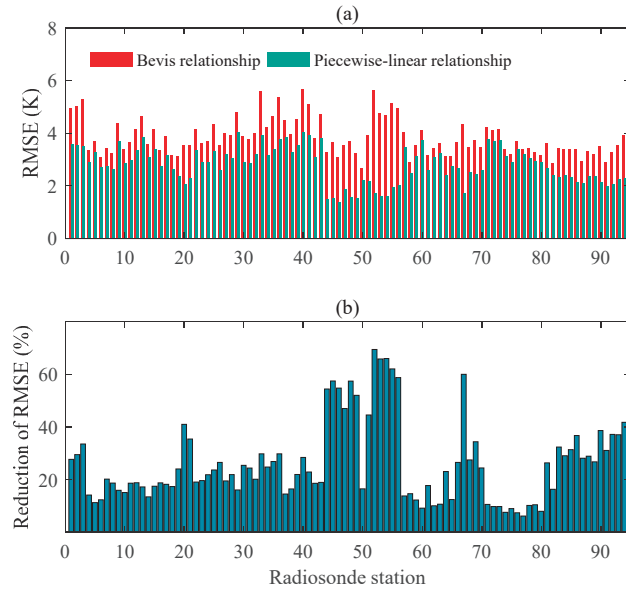 (a)
8
6
4
2
0
RMSE (K)
Bevis relationship
Piecewise-linear relationship
0 10 20 30 40 50 60 70 80 90
(b)
60
40
20
Reduction of RMSE (%)
0 10 20 30 40 50 60 70 80 90
Radiosonde station